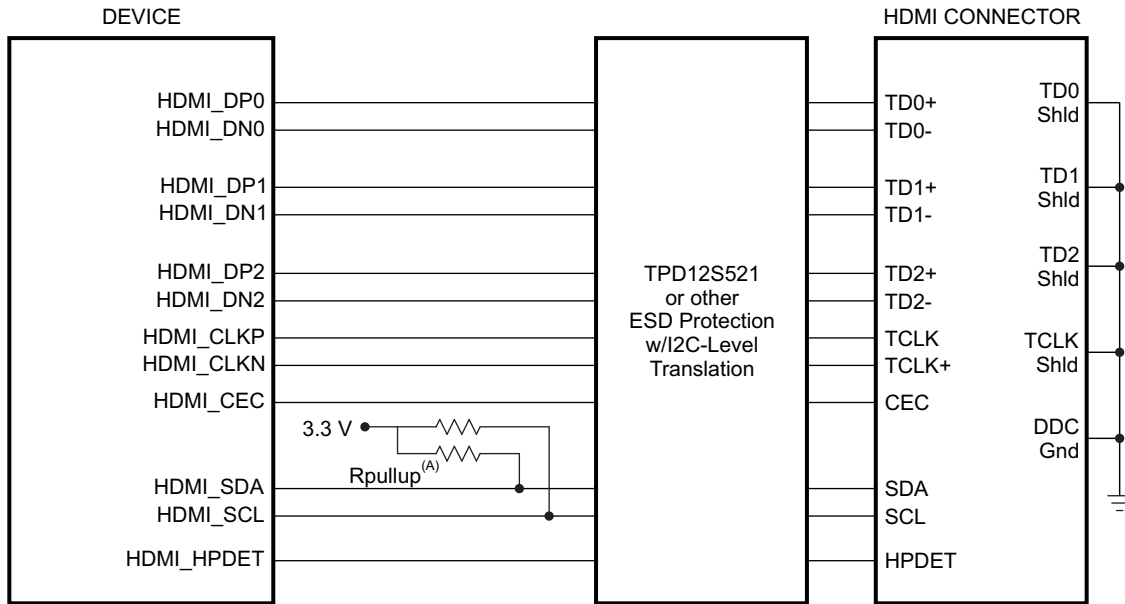 DEVICE
HDMI CONNECTOR
HDMI_DP0
HDMI_DN0
HDMI_DP1
HDMI_DN1
HDMI_DP2
HDMI_DN2
HDMI_CLKP
HDMI_CLKN
HDMI_CEC
3.3 V
Rpullup(A)
HDMI_SDA
HDMI_SCL
HDMI_HPDET
TPD12S521
or other
ESD Protection
w/I2C-Level
Translation
TD0+
TD0-
TD1+
TD1-
TD2+
TD2-
TCLK
TCLK+
CEC
SDA
SCL
HPDET
TD0
Shld
TD1
Shld
TD2
Shld
TCLK
Shld
DDC
Gnd